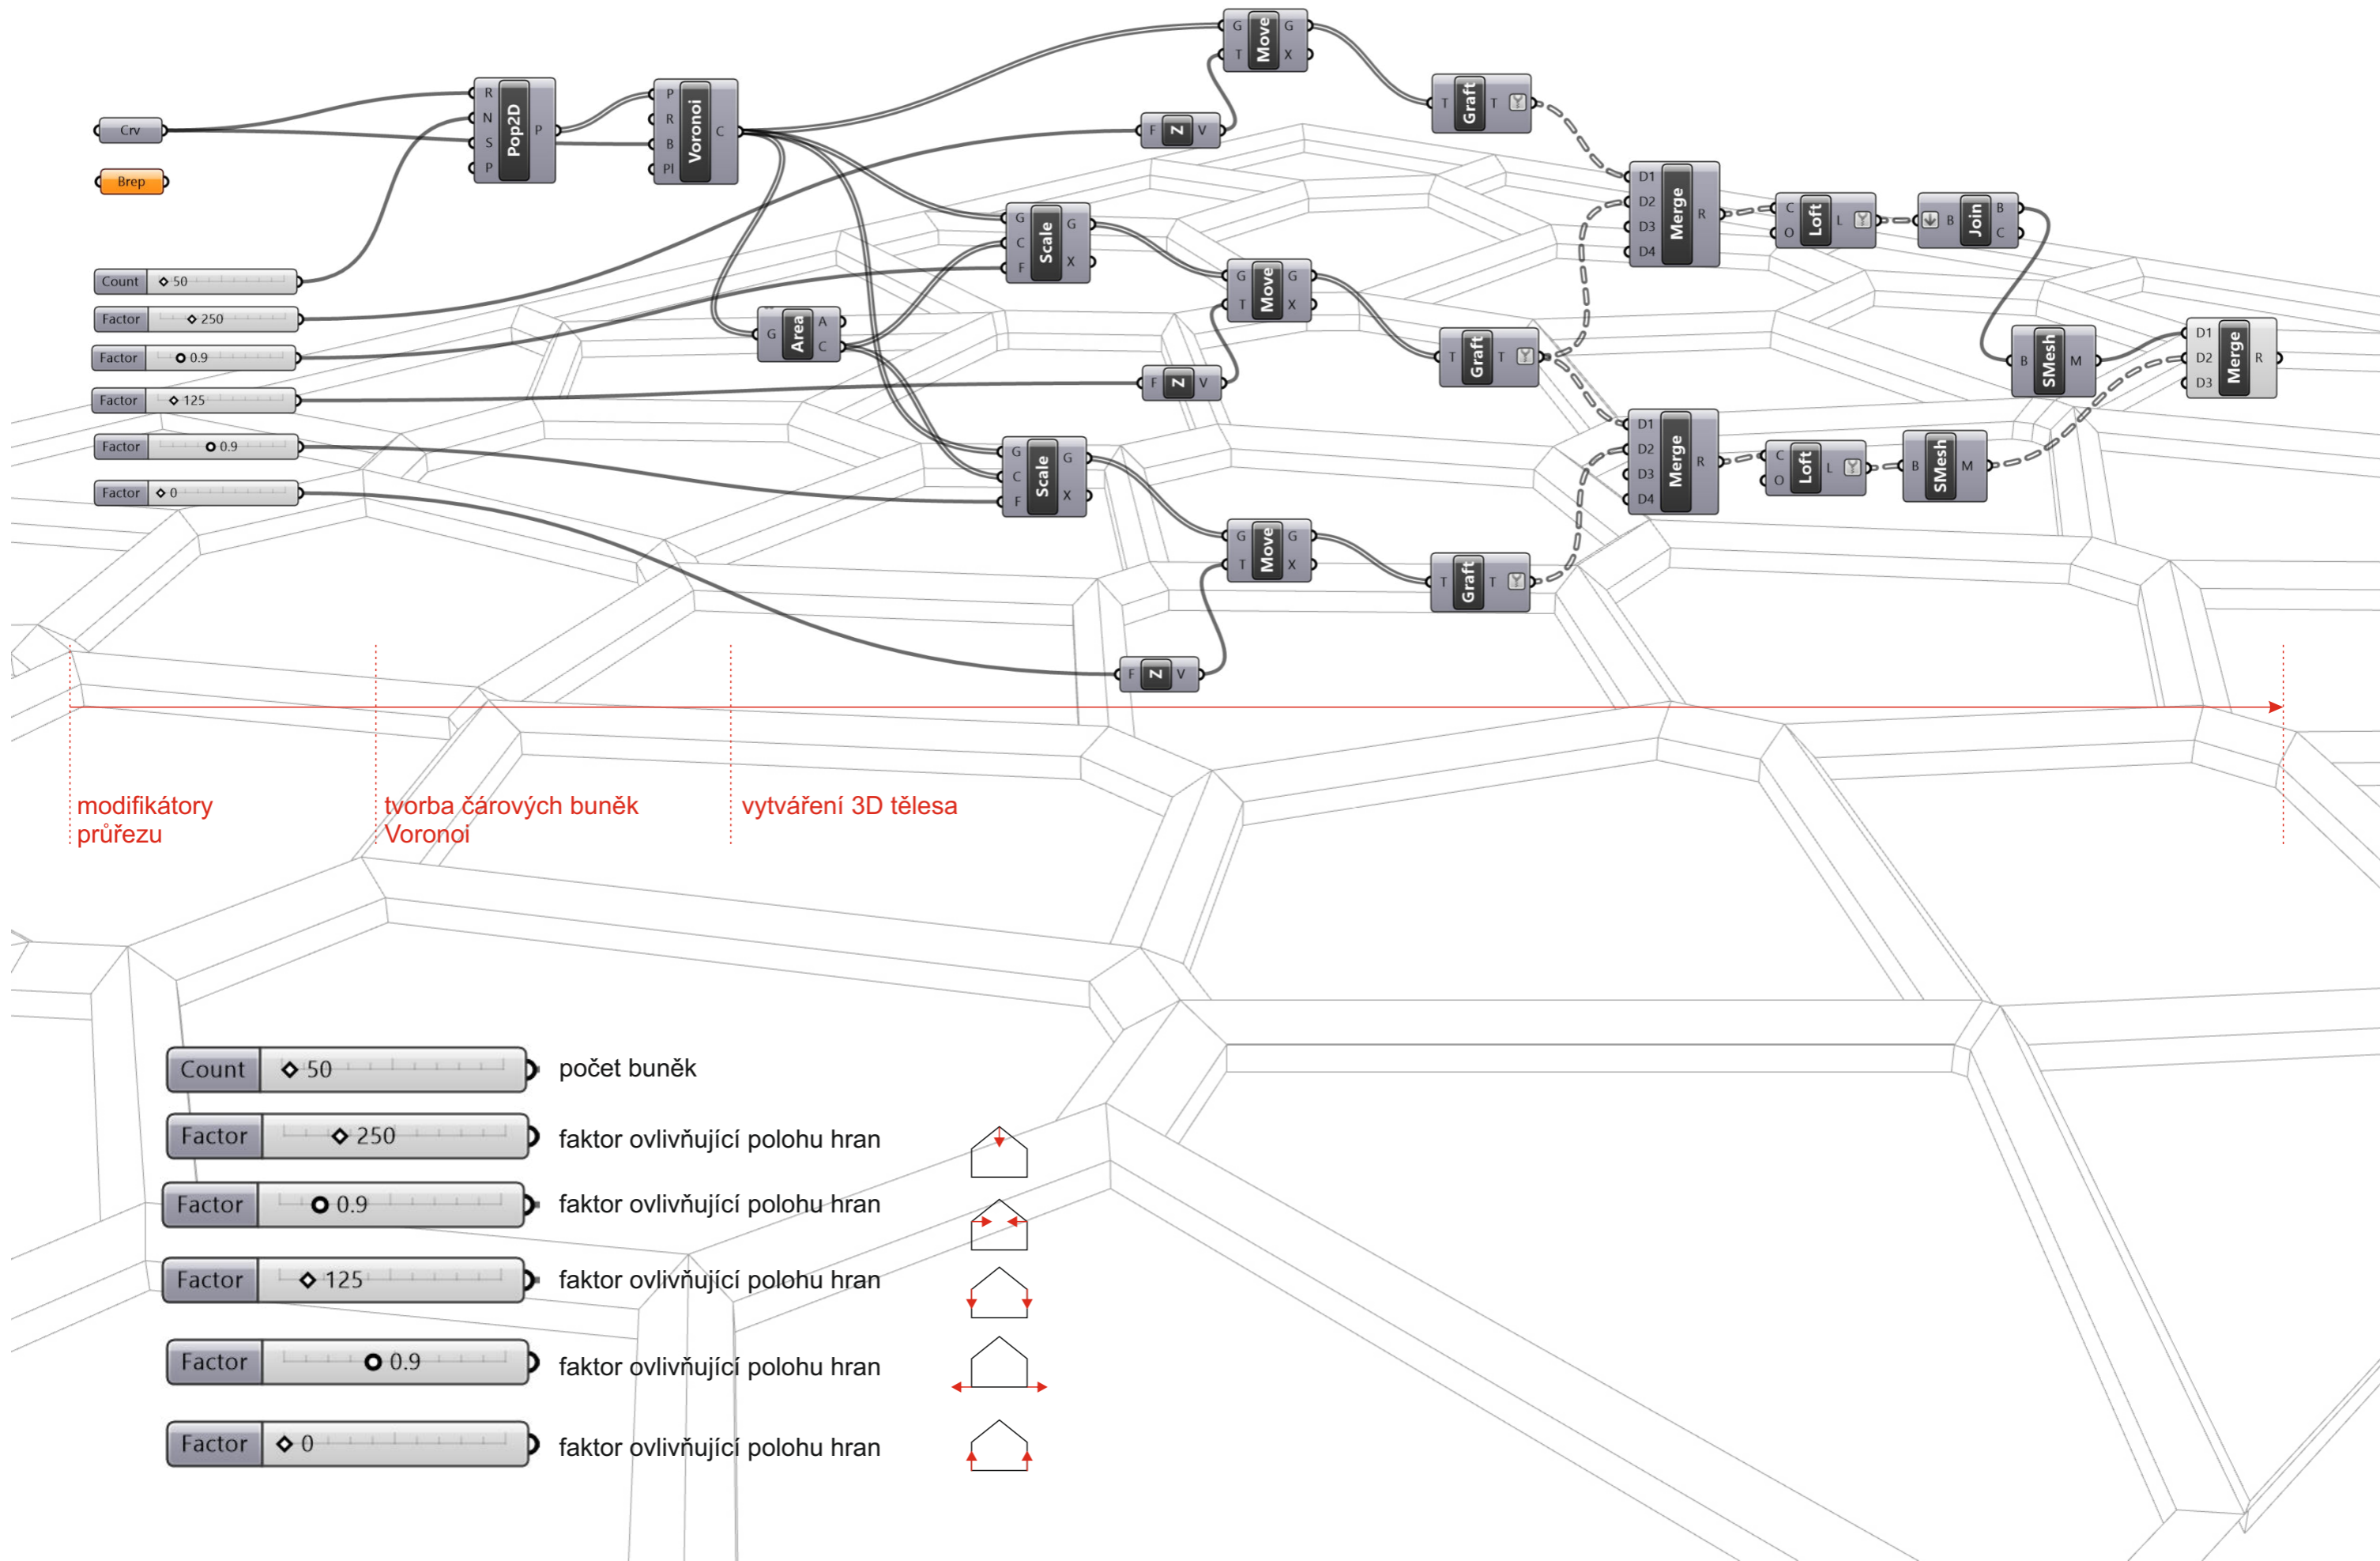 Move
G
T
G
X
Crv
Brep
R
N
S
P
Pop2D
P
P
R
B
Pl
Voronoi
C
F
Z
V
T
Graft
T
D1
D2
D3
D4
Merge
R
C
O
Loft
L
B
Join
B
C
Count 50
Factor 250
Factor 0.9
Factor 125
Factor 0.9
Factor 0
G
C
F
Scale
G
X
G
Area
A
C
G
T
Move
G
X
F
Z
V
T
Graft
T
B
SMesh
M
D1
D2
D3
Merge
R
G
C
F
Scale
G
X
D1
D2
D3
D4
Merge
R
C
O
Loft
L
B
SMesh
M
G
T
Move
G
X
T
Graft
T
F
Z
V
modifikátory
průřezu
tvorba čárových buněk
Voronoi
vytváření 3D tělesa
Count 50 počet buněk
Factor 250 faktor ovlivňující polohu hran
Factor 0.9 faktor ovlivňující polohu hran
Factor 125 faktor ovlivňující polohu hran
Factor 0.9 faktor ovlivňující polohu hran
Factor 0 faktor ovlivňující polohu hran